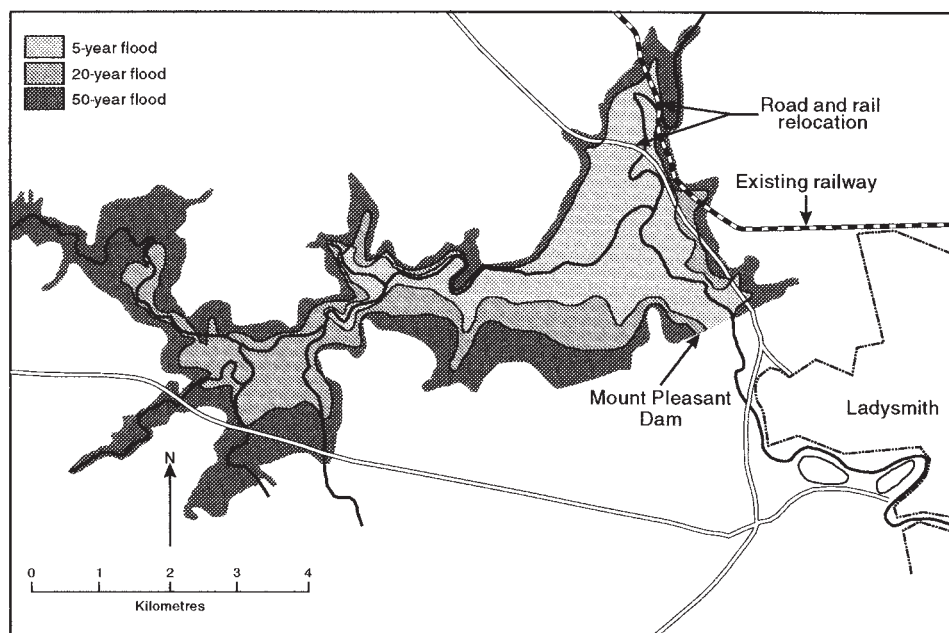 5-year flood
20-year flood
50-year flood
Road and rail
relocation
Existing railway
Mount Pleasant
Dam
Ladysmith
N
0 1 2 3 4
Kilometres